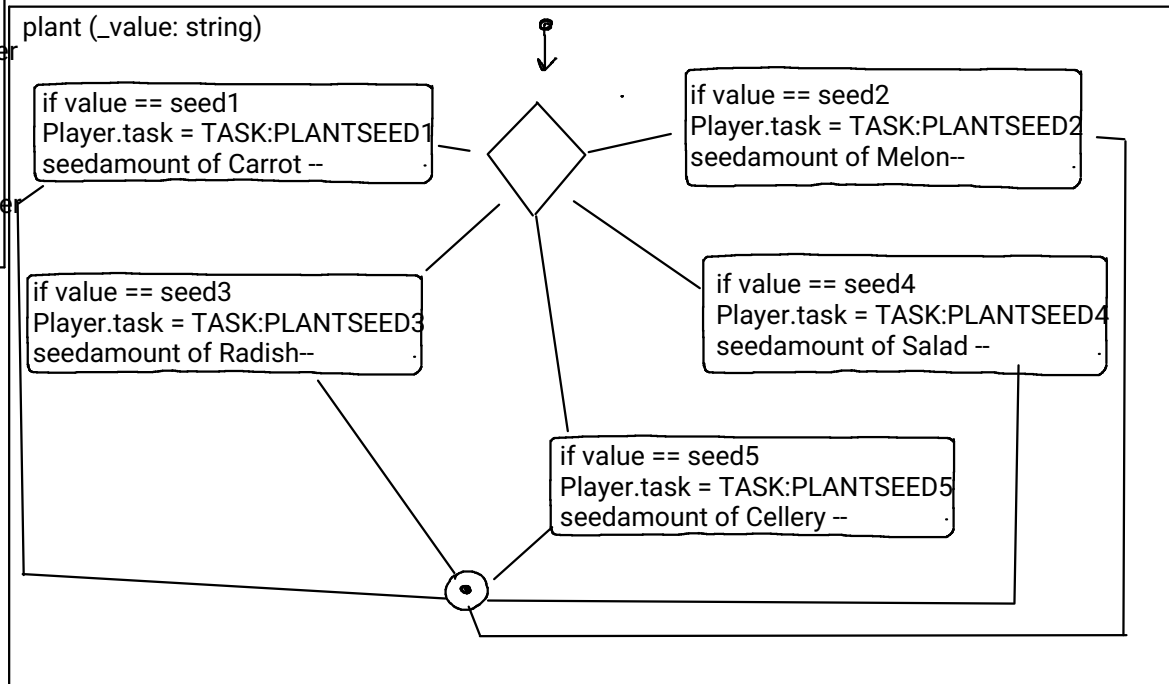 plant (_value: string)
er
if value == seed1
Player.task = TASK:PLANTSEED1
seedamount of Carrot --
if value == seed2
Player.task = TASK:PLANTSEED2
seedamount of Melon--
er
if value == seed3
Player.task = TASK:PLANTSEED3
seedamount of Radish--
if value == seed4
Player.task = TASK:PLANTSEED4
seedamount of Salad --
if value == seed5
Player.task = TASK:PLANTSEED5
seedamount of Cellery --